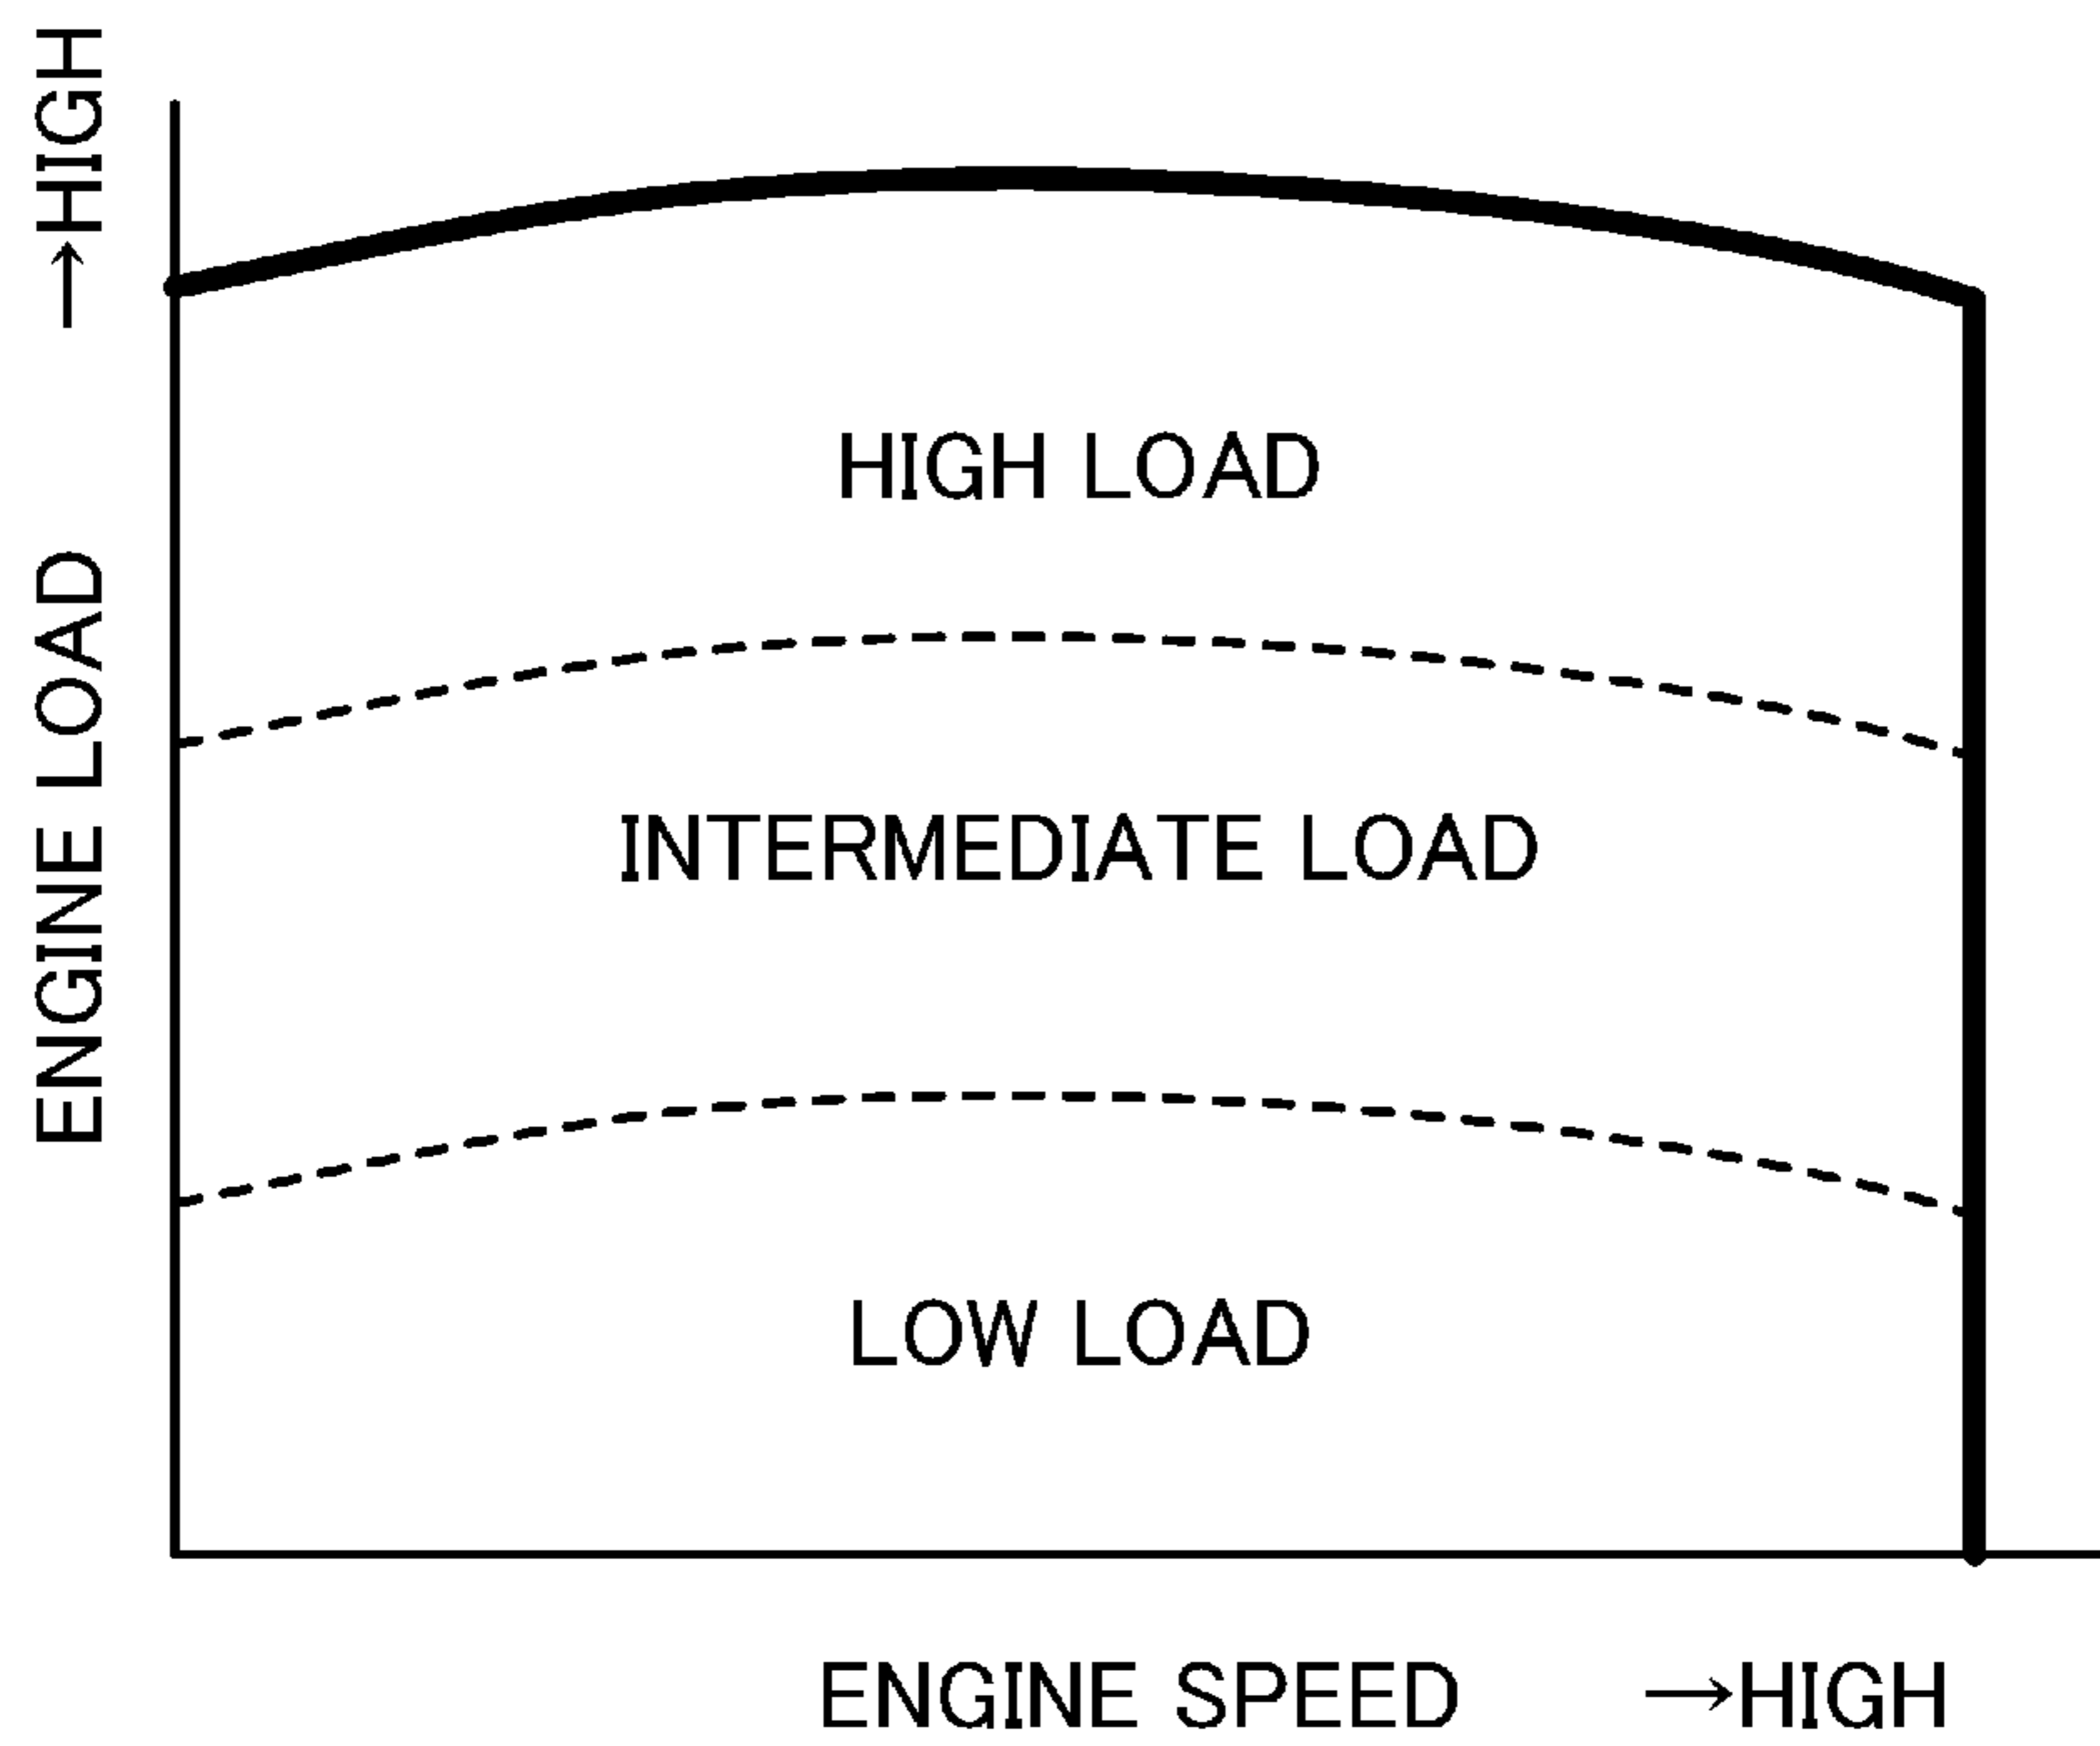 →HIGH
ENGINE LOAD
HIGH LOAD
INTERMEDIATE LOAD
LOW LOAD
ENGINE SPEED →HIGH